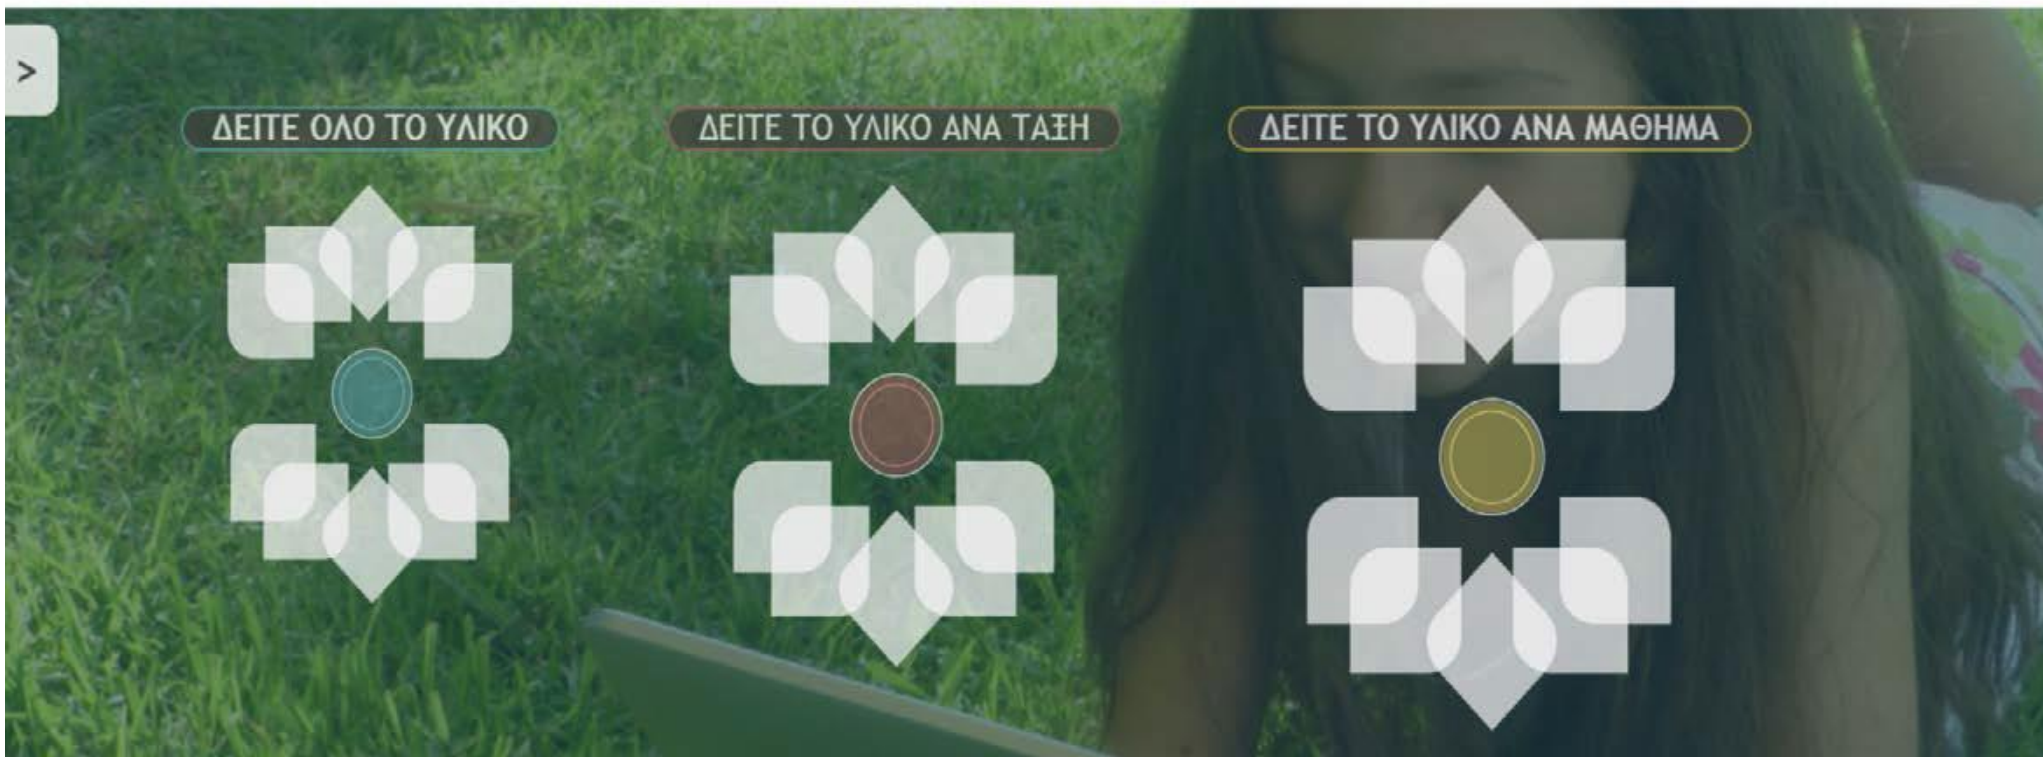 >
ΔΕΙΤΕ ΟΛΟ ΤΟ ΥΛΙΚΟ
ΔΕΙΤΕ ΤΟ ΥΛΙΚΟ ΑΝΑ ΤΑΞΗ
ΔΕΙΤΕ ΤΟ ΥΛΙΚΟ ΑΝΑ ΜΑΘΗΜΑ